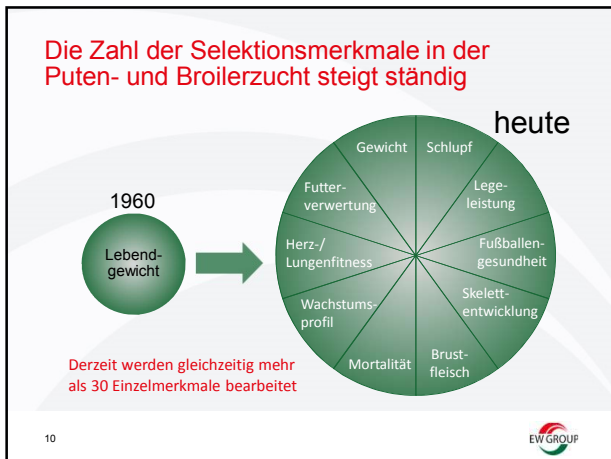 Die Zahl der Selektionsmerkmale in der
Puten- und Broilerzucht steigt ständig
heute
1960
Lebend-
gewicht
Gewicht
Schlupf
Futter-
verwertung
Lege-
leistung
Herz-/
Lungenfitness
Fußballen-
gesundheit
Wachstums-
profil
Skelett-
entwicklung
Mortalität
Brust-
fleisch
Derzeit werden gleichzeitig mehr
als 30 Einzelmerkmale bearbeitet
10
EW GROUP